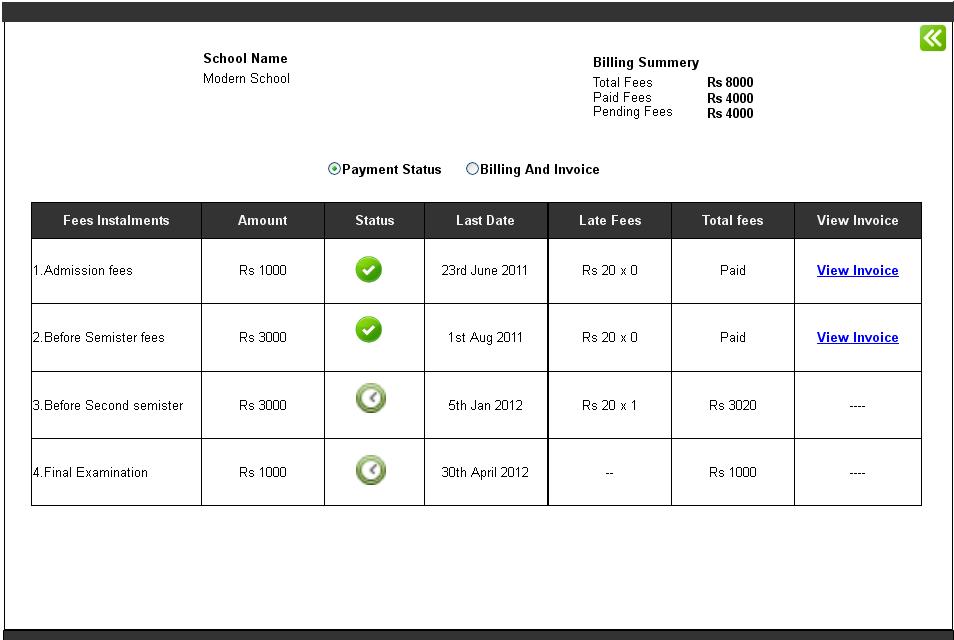 School Name
Modern School
Billing Summery
Total Fees Rs 8000
Paid Fees Rs 4000
Pending Fees Rs 4000
Payment Status Billing And Invoice
Fees Instalments Amount Status Last Date Late Fees Total fees View Invoice
1.Admission fees Rs 1000 23rd June 2011 Rs 20 x 0 Paid View Invoice
2.Before Semister fees Rs 3000 1st Aug 2011 Rs 20 x 0 Paid View Invoice
3.Before Second semister Rs 3000 5th Jan 2012 Rs 20 x 1 Rs 3020 ----
4.Final Examination Rs 1000 30th April 2012 -- Rs 1000 ----